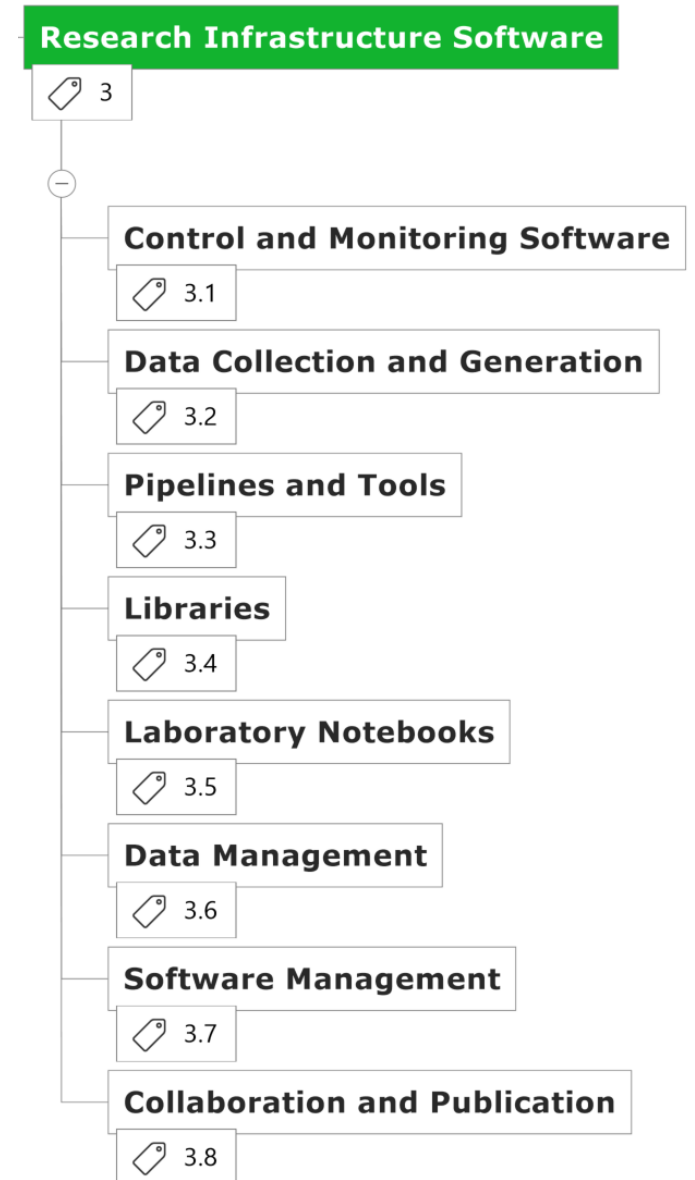 Research Infrastructure Software
3
Control and Monitoring Software
3.1
Data Collection and Generation
3.2
Pipelines and Tools
3.3
Libraries
3.4
Laboratory Notebooks
3.5
Data Management
3.6
Software Management
3.7
Collaboration and Publication
3.8